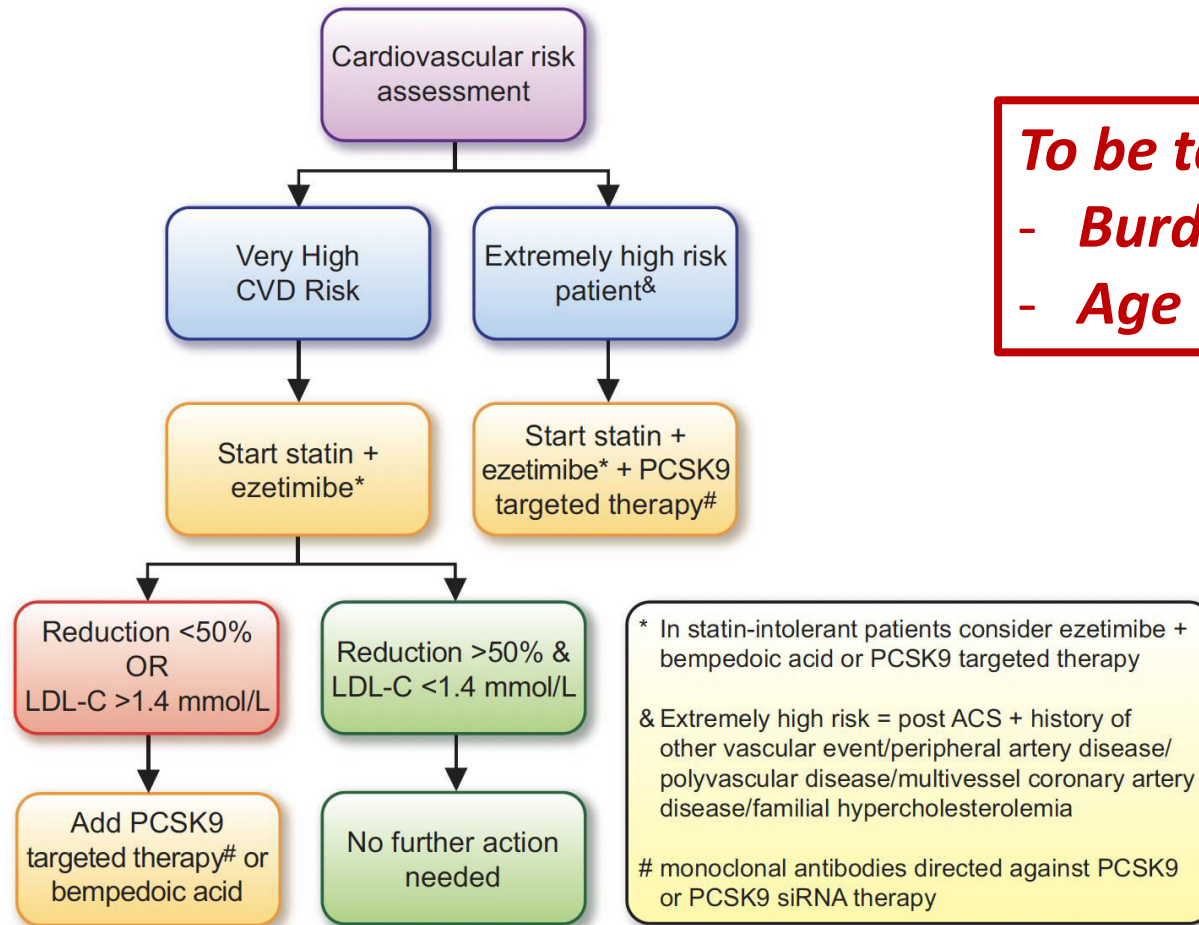 Cardiovascular risk
assessment
To be
- 
- Age
Very High
CVD Risk
Extremely high risk
patient&
Start statin +
ezetimibe*
Start statin +
ezetimibe* + PCSK9
targeted therapy#
Reduction <50%
OR
LDL-C >1.4 mmol/L
Reduction >50% &
LDL-C <1.4 mmol/L
Add PCSK9
targeted therapy# or
bempedoic acid
No further action
needed
* In statin-intolerant patients consider ezetimibe +
bempedoic acid or PCSK9 targeted therapy
& Extremely high risk = post ACS + history of
other vascular event/peripheral artery disease/
polyvascular disease/multivessel coronary artery
disease/familial hypercholesterolemia
# monoclonal antibodies directed against PCSK9
or PCSK9 siRNA therapy